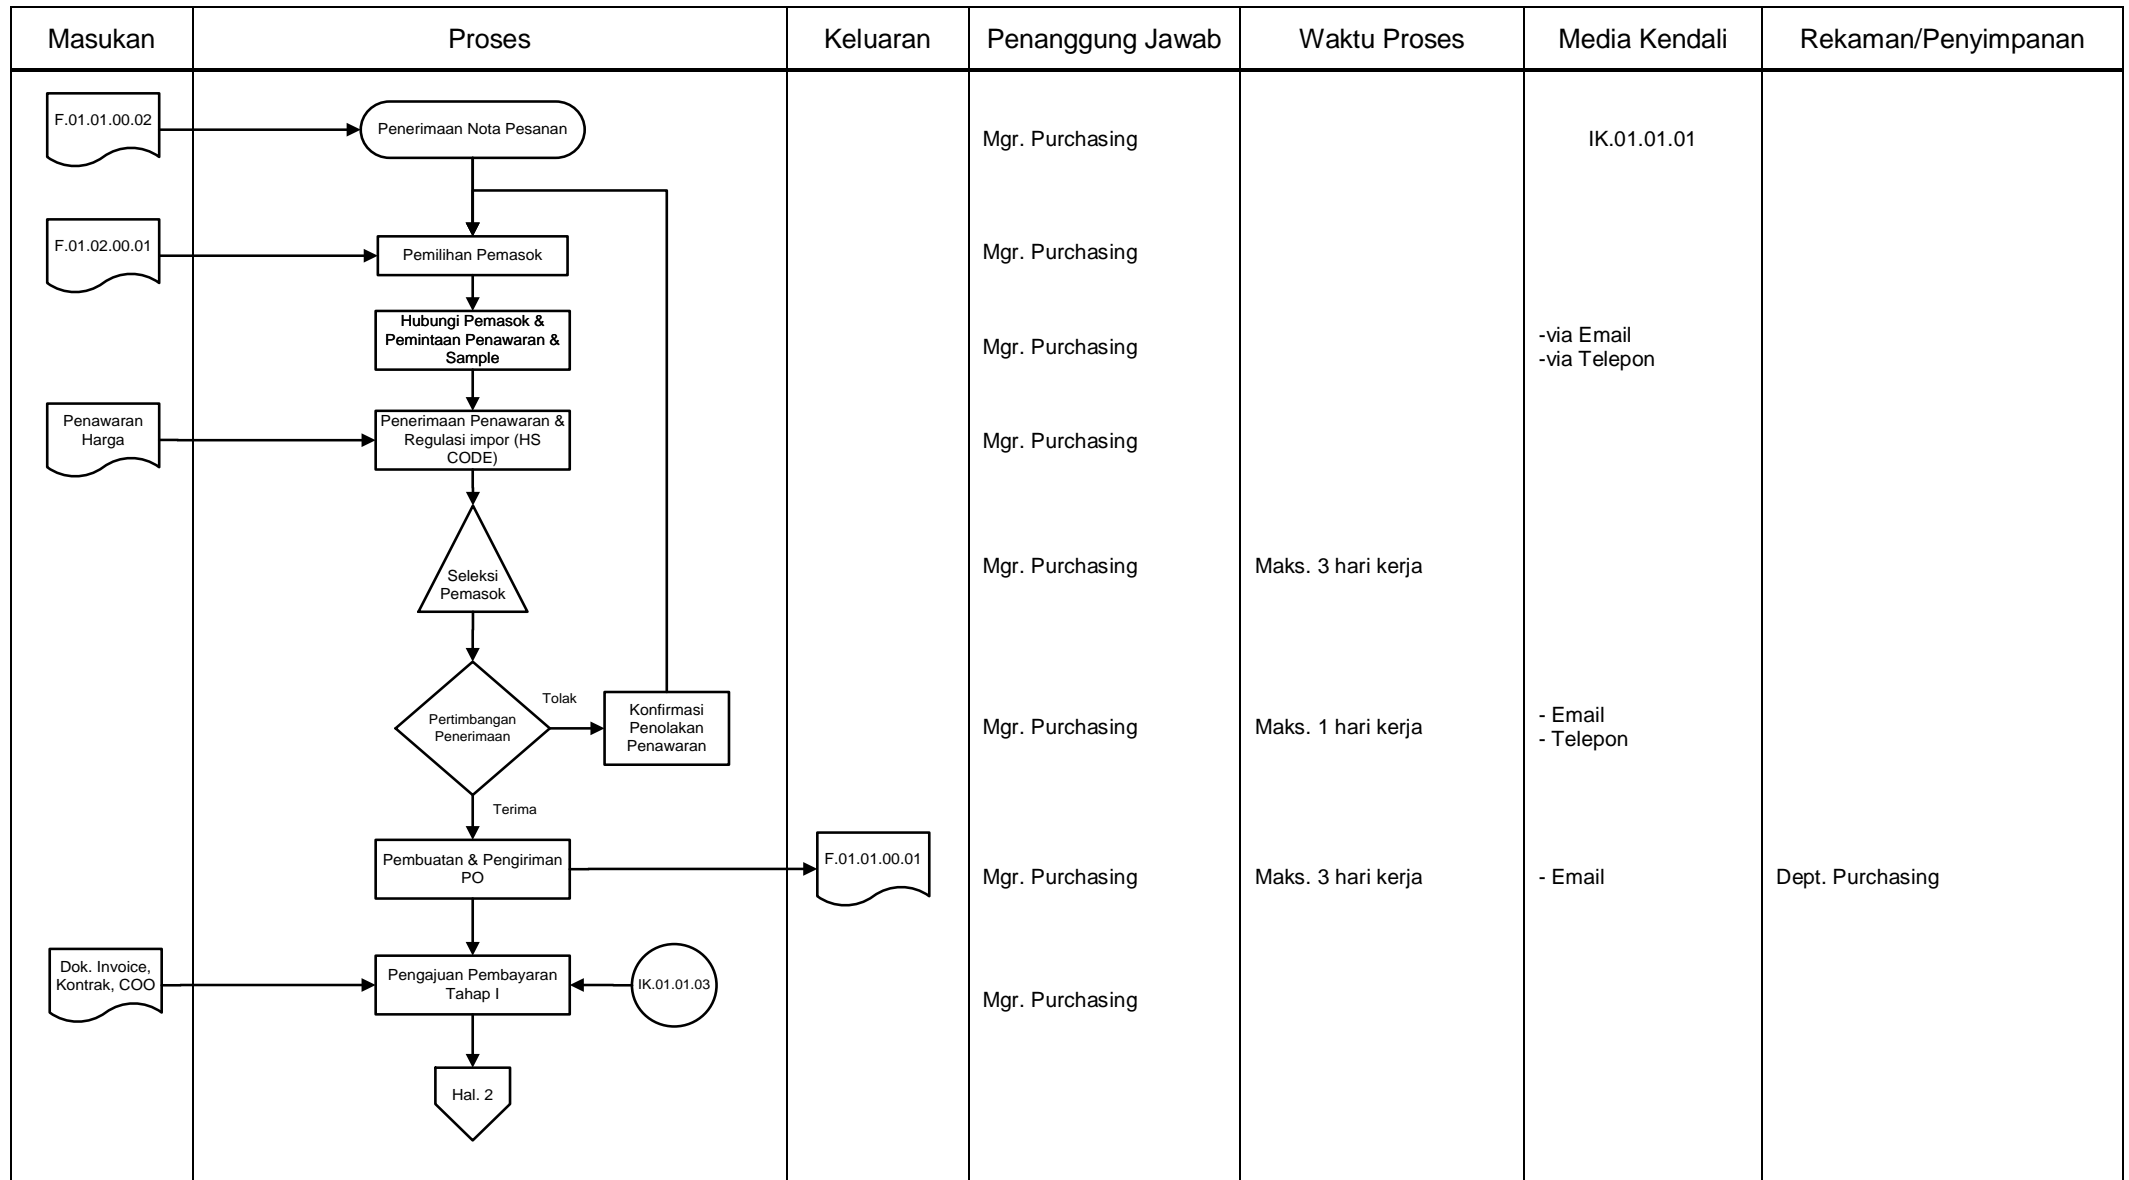 Masukan
Proses
Keluaran
Penanggung Jawab
Waktu Proses
Media Kendali
Rekaman/Penyimpanan
F.01.01.00.02
Penerimaan Nota Pesanan
Mgr. Purchasing
IK.01.01.01
F.01.02.00.01
Pemilihan Pemasok
Mgr. Purchasing
Hubungi Pemasok &
Pemintaan Penawaran &
Sample
Mgr. Purchasing
-via Email
-via Telepon
Penawaran
Harga
Penerimaan Penawaran &
Regulasi impor (HS
CODE)
Mgr. Purchasing
Seleksi
Pemasok
Mgr. Purchasing
Maks. 3 hari kerja
Pertimbangan
Penerimaan
Tolak
Konfirmasi
Penolakan
Penawaran
Mgr. Purchasing
Maks. 1 hari kerja
- Email
- Telepon
Terima
Pembuatan & Pengiriman
PO
F.01.01.00.01
Mgr. Purchasing
Maks. 3 hari kerja
- Email
Dept. Purchasing
Dok. Invoice,
Kontrak, COO
Pengajuan Pembayaran
Tahap I
IK.01.01.03
Mgr. Purchasing
Hal. 2